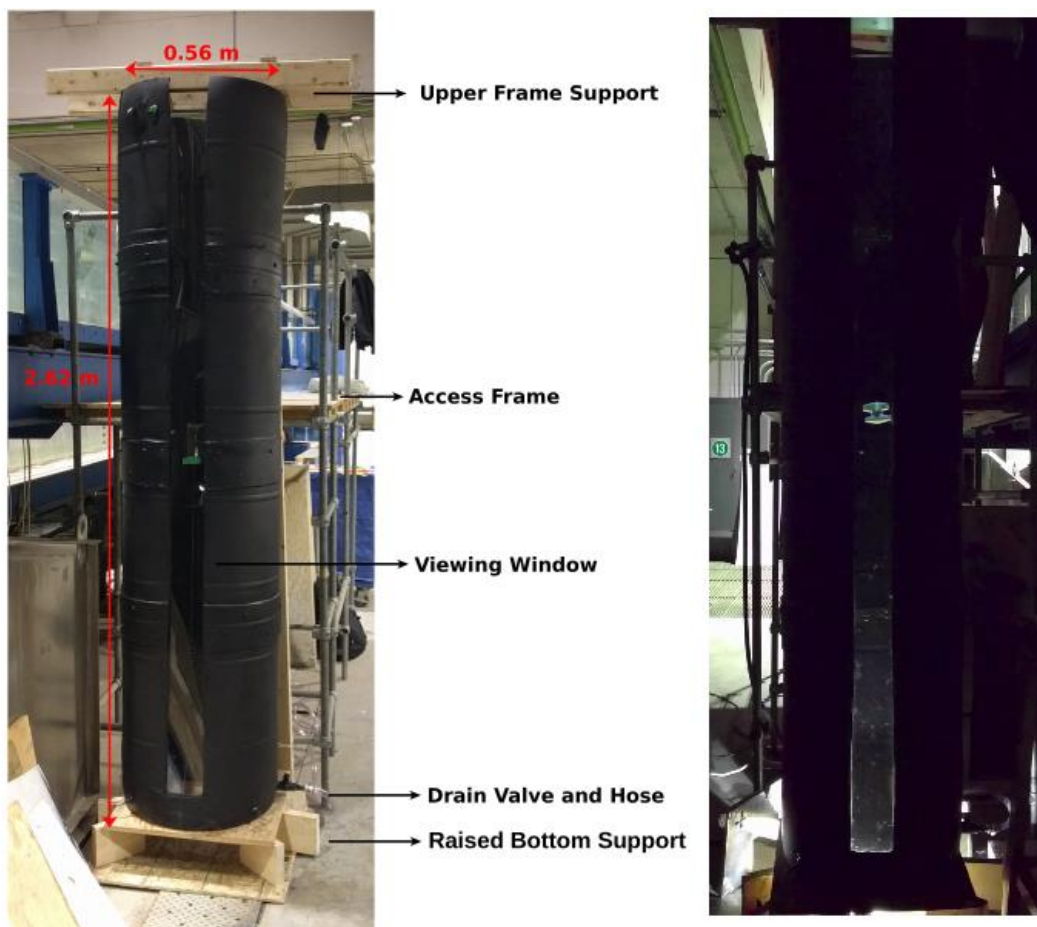 0.56 m
Upper Frame Support
2.62 m
Access Frame
13
Viewing Window
Drain Valve and Hose
Raised Bottom Support